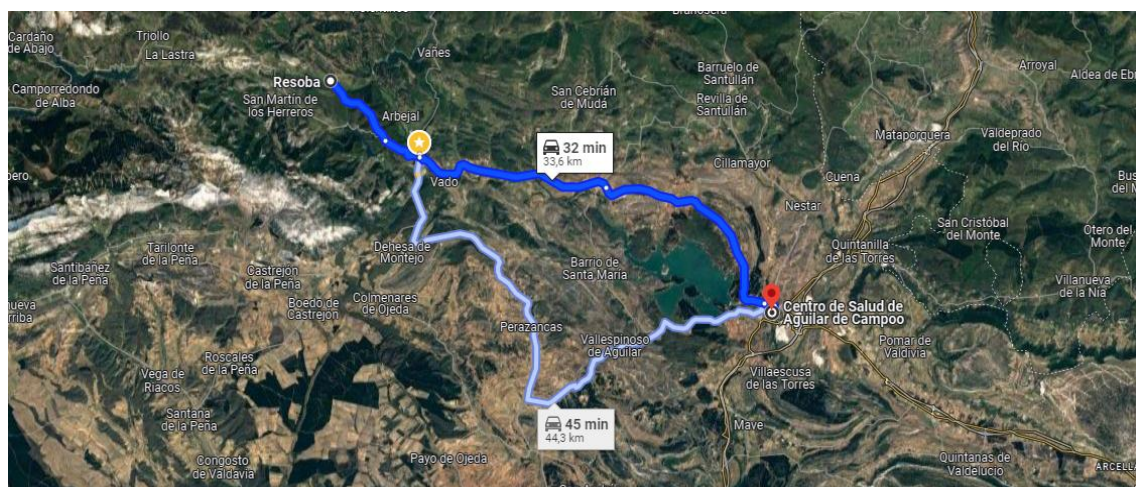 Cardaño
de Abajo
Triollo
La Lastra
Vañes
Resoba
Camporredondo
de Alba
San Martín de
los Herreros
Arbejal
San Cebrián
de Mudá
Barruelo de
Santullán
Revilla de
Santullán
Arroyal
Aldea de Eb
Mataporquera
Valdeprado
del Río
32 min
33,6 km
Vado
Cillamayor
Cuena
Nestar
San Cristóbal
del Monte
Otero del
Monte
Tarilonte
de la Peña
Dehesa de
Montejo
Quintanilla
de las Torres
Santibáñez
de la Peña
Castrejón
de la Peña
Barrio de
Santa María
Villanueva
de la Nía
Colmenares
de Ojeda
Boedo de
Castrejón
Centro de Salud de
Aguilar de Campoo
Perazancas
Vallespinoso
de Aguilar
Pomar de
Valdivia
Roscales
de la Peña
Vega de
Riacos
Villaescusa
de las Torres
Santana
de la Peña
45 min
44,3 km
Mave
Payo de Ojeda
Congosto
de Valdavia
Quintanas de
Valdelucio
ARCELLA